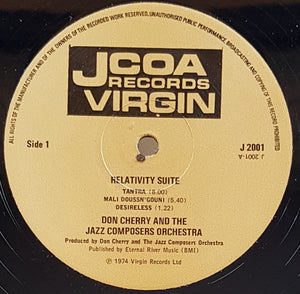 ALL RIGHTS OF THE MANUFACTURER AND OF THE OWNERS OF THE RECORDED WORK RESERVED. UNAUTHORISED PUBLIC PERFORMANCE, BROADCASTING AND COPYING OF THIS RECORD PROHIBITED
JCOA
RECORDS
VIRGIN
Side 1
J 2001
J 2001-A
RELATIVITY SUITE
TANTRA (8.00)
MALI DOUSSN'GOUNI (5.40)
DESIRELESS (1.22)
DON CHERRY AND THE
JAZZ COMPOSERS ORCHESTRA
Produced by Don Cherry and The Jazz Composers Orchestra
Published by Eternal River Music (BMI)
℗ 1974 Virgin Records Ltd